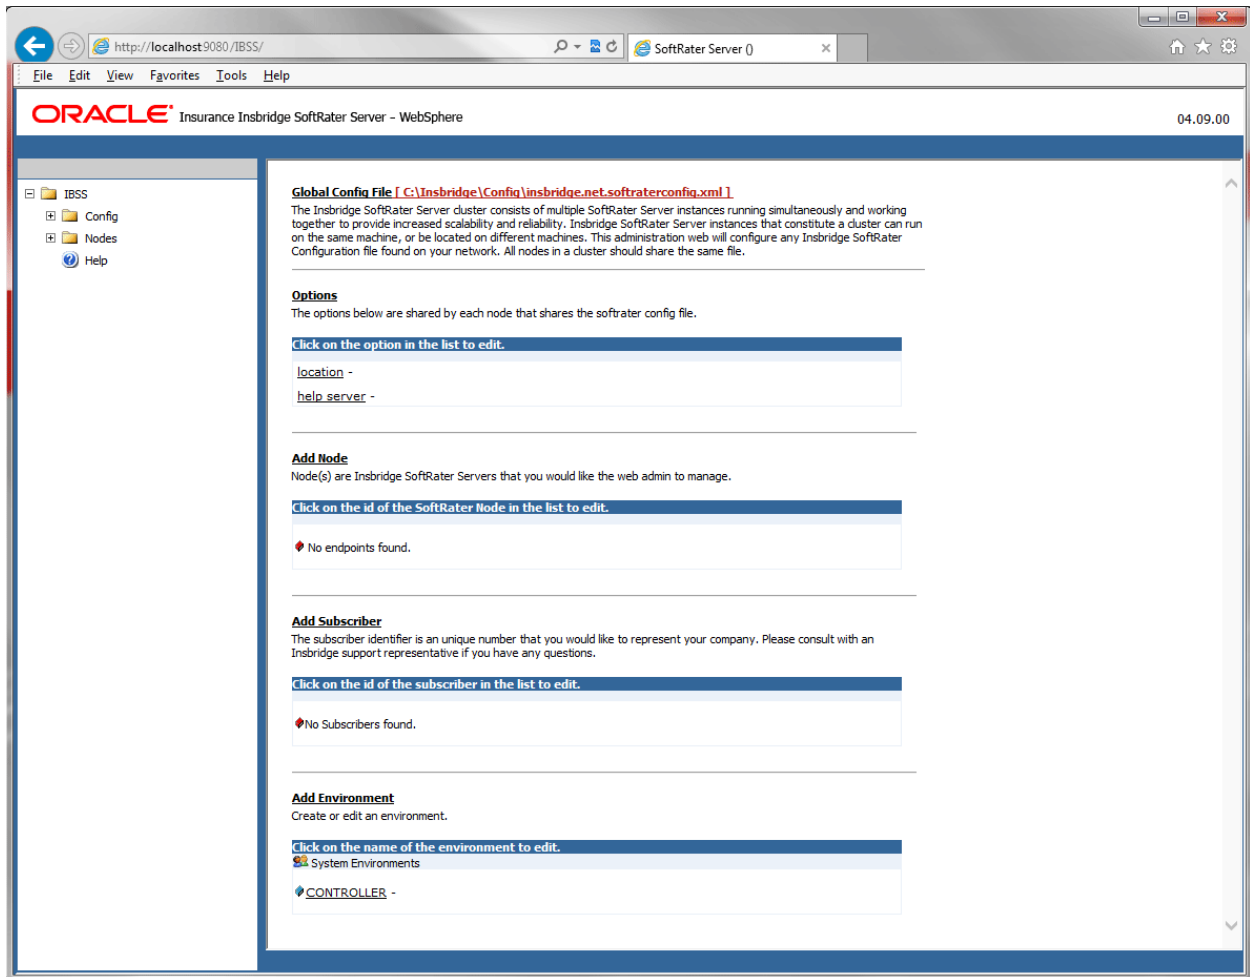 http://localhost:9080/IBSS/
SoftRater Server ()
File Edit View Favorites Tools Help
ORACLE Insurance Insbridge SoftRater Server - WebSphere
04.09.00
IBSS
Config
Nodes
Help
Global Config File [ C:\Insbridge\Config\insbridge.net.softraterconfig.xml ]
The Insbridge SoftRater Server cluster consists of multiple SoftRater Server instances running simultaneously and working
together to provide increased scalability and reliability. Insbridge SoftRater Server instances that constitute a cluster can run
on the same machine, or be located on different machines. This administration web will configure any Insbridge SoftRater
Configuration file found on your network. All nodes in a cluster should share the same file.
Options
The options below are shared by each node that shares the softrater config file.
Click on the option in the list to edit.
location -
help server -
Add Node
Node(s) are Insbridge SoftRater Servers that you would like the web admin to manage.
Click on the id of the SoftRater Node in the list to edit.
No endpoints found.
Add Subscriber
The subscriber identifier is an unique number that you would like to represent your company. Please consult with an
Insbridge support representative if you have any questions.
Click on the id of the subscriber in the list to edit.
No Subscribers found.
Add Environment
Create or edit an environment.
Click on the name of the environment to edit.
System Environments
CONTROLLER -